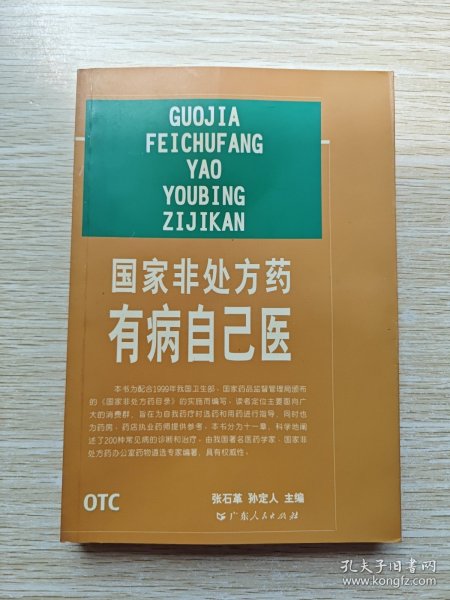 GUOJIA
FEICHUFANG
YAO
YOUBING
ZIJIKAN
国家非处方药
有病自己医
本书为配合1999年我国卫生部、国家药品监督管理局颁布
的《国家非处方药目录》的实施而编写。读者定位主要面向广
大的消费群，旨在为自我药疗时选药和用药进行指导，同时也
为药房、药店执业药师提供参考。本书分为十一章，科学地阐
述了200种常见病的诊断和治疗。由我国著名医药学家、国家非
处方药办公室药物遴选专家编著，具有权威性。
OTC
张石革 孙定人 主编
广东人民出版社
孔夫子旧书网
www.kongfz.com